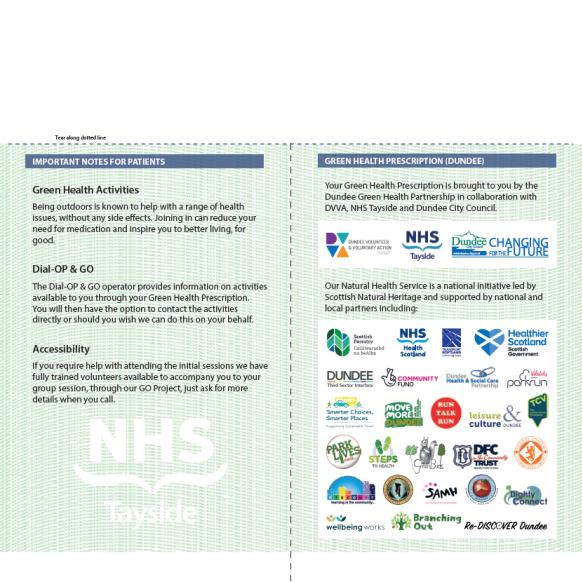 Tear along dotted line
IMPORTANT NOTES FOR PATIENTS
Green Health Activities
Being outdoors is known to help with a range of health
issues, without any side effects. Joining in can reduce your
need for medication and inspire you to better living, for
good.
Dial-OP & GO
The Dial-OP & GO operator provides information on activities
available to you through your Green Health Prescription.
You will then have the option to contact the activities
directly or should you wish we can do this on your behalf.
Accessibility
If you require help with attending the initial sessions we have
fully trained volunteers available to accompany you to your
group session, through our GO Project, just ask for more
details when you call.
NHS
Tayside
GREEN HEALTH PRESCRIPTION (DUNDEE)
Your Green Health Prescription is brought to you by the
Dundee Green Health Partnership in collaboration with
DVVA, NHS Tayside and Dundee City Council.
DUNDEE VOLUNTEER
& VOLUNTARY ACTION
NHS
Tayside
Dundee
CHANGING
FOR THE FUTURE
Our Natural Health Service is a national initiative led by
Scottish Natural Heritage and supported by national and
local partners including:
Scottish
Forestry
Coilltearachd
na h-Alba
NHS
Health
Scotland
Healthier
Scotland
Scottish
Government
DUNDEE
Third Sector Interface
COMMUNITY
FUND
Dundee
Health & Social Care
Partnership
Vitality
parkrun
Smarter Choices,
Smarter Places
MOVE
MORE
DUNDEE
RUN
TALK
RUN
leisure &
culture DUNDEE
TCV
PARK
LIVES
STEPS
TO HEALTH
DFC
in the Community
TRUST
learning in the community
SAMH
Dighty
Connect
wellbeing works
Branching
Out
Re-DISCOVER Dundee